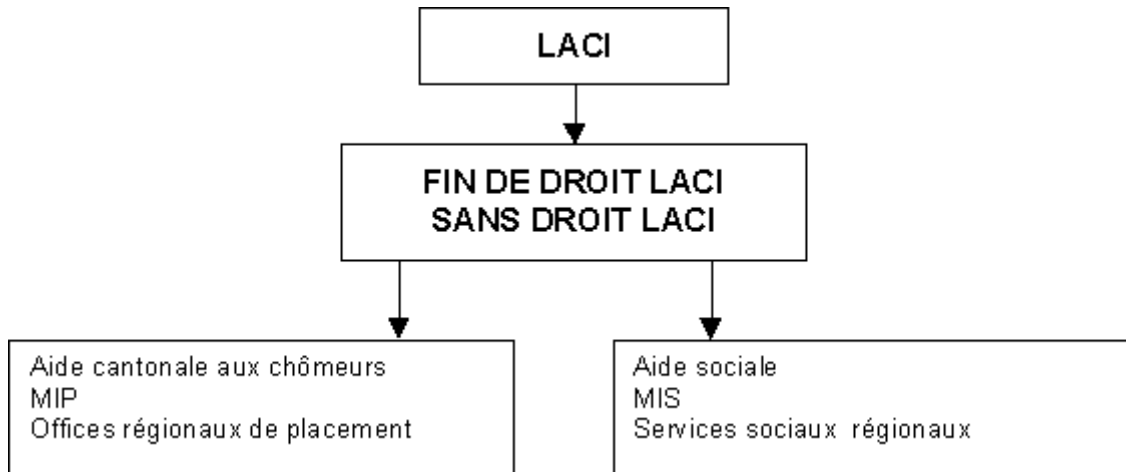 LACI
FIN DE DROIT LACI
SANS DROIT LACI
Aide cantonale aux chômeurs
MIP
Offices régionaux de placement
Aide sociale
MIS
Services sociaux régionaux